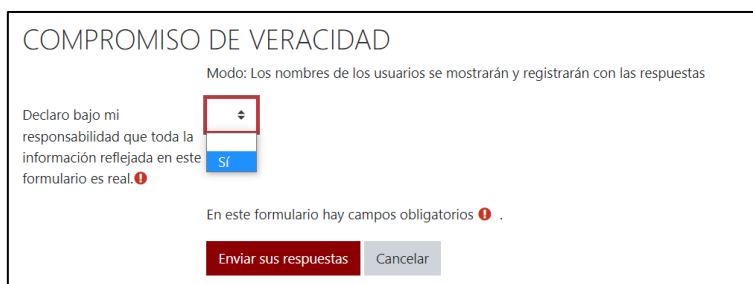 COMPROMISO DE VERACIDAD
Modo: Los nombres de los usuarios se mostrarán y registrarán con las respuestas
Declaro bajo mi
responsabilidad que toda la
información reflejada en este
formulario es real.
Sí
En este formulario hay campos obligatorios .
Enviar sus respuestas
Cancelar